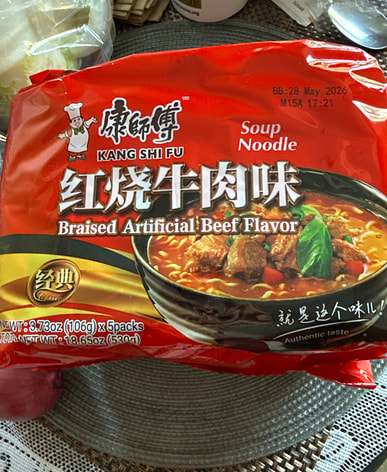 BB:28 May 2026
M15A 17:21
康師傅
KANG SHI FU
Soup
Noodle
红烧牛肉味
Braised Artificial Beef Flavor
经典
Classic
NET WT: 3.73oz (106g) x 5packs
NET WT: 18.65oz (530g)
就是这个味儿!
Authentic taste